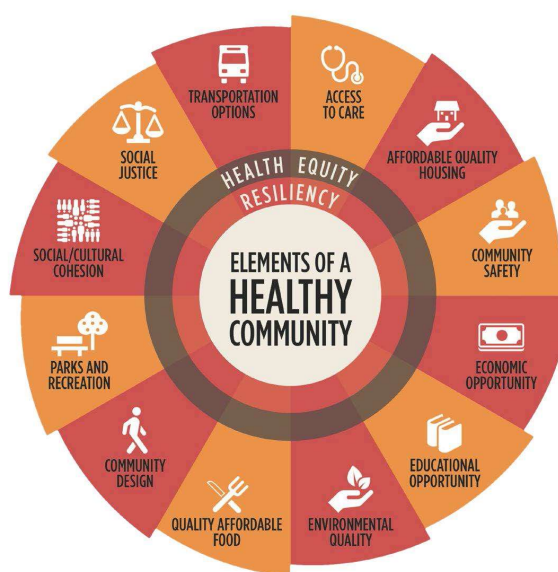 ELEMENTS OF A
HEALTHY
COMMUNITY
HEALTH EQUITY
RESILIENCY
ACCESS
TO CARE
AFFORDABLE QUALITY
HOUSING
COMMUNITY
SAFETY
ECONOMIC
OPPORTUNITY
EDUCATIONAL
OPPORTUNITY
ENVIRONMENTAL
QUALITY
QUALITY AFFORDABLE
FOOD
COMMUNITY
DESIGN
PARKS AND
RECREATION
SOCIAL/CULTURAL
COHESION
SOCIAL
JUSTICE
TRANSPORTATION
OPTIONS